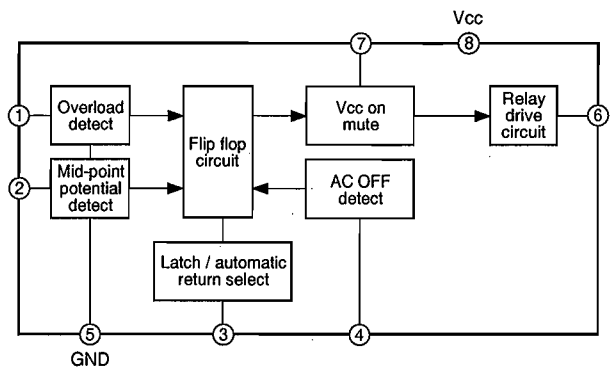 Vcc
7
8
1
Overload
detect
Flip flop
circuit
Vcc on
mute
Relay
drive
circuit
6
2
Mid-point
potential
detect
AC OFF
detect
Latch / automatic
return select
5
3
4
GND